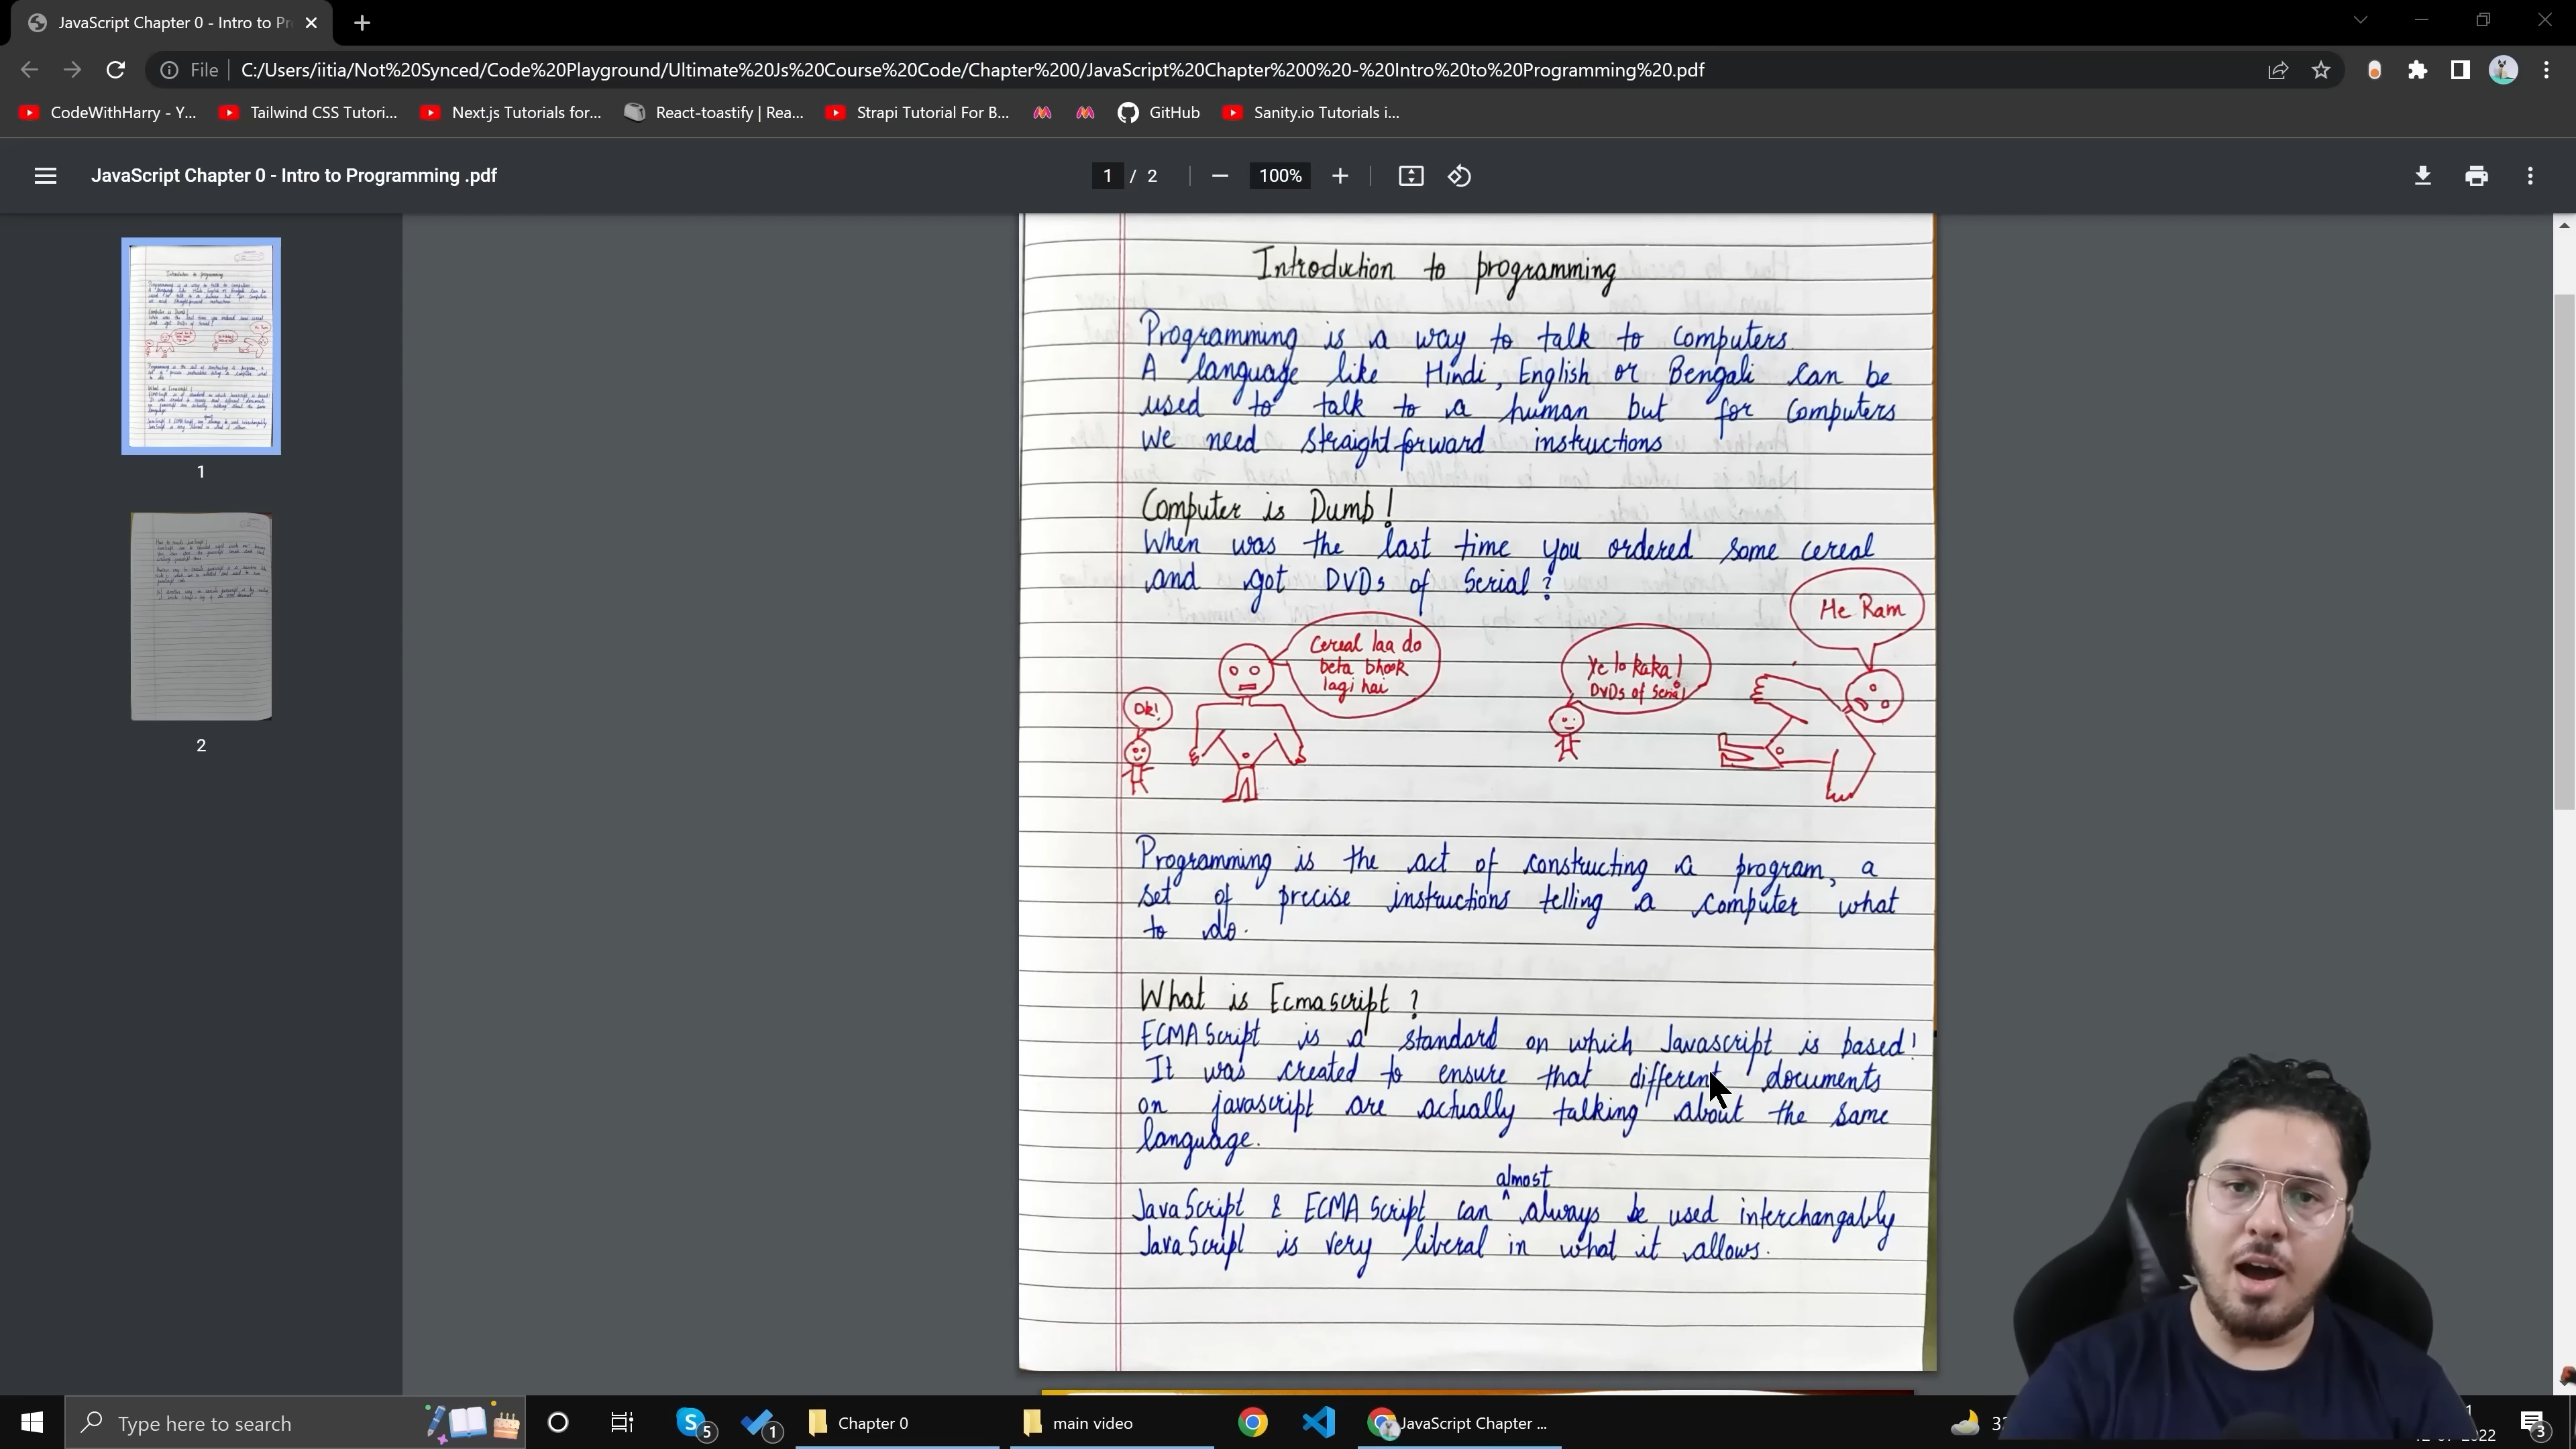 JavaScript Chapter 0 - Intro to Pr
File C:/Users/iitia/Not%20Synced/Code%20Playground/Ultimate%20Js%20Course%20Code/Chapter%200/JavaScript%20Chapter%200%20-%20Intro%20to%20Programming%20.pdf
CodeWithHarry - Y... Tailwind CSS Tutori... Next.js Tutorials for... React-toastify | Rea... Strapi Tutorial For B... GitHub Sanity.io Tutorials i...
JavaScript Chapter 0 - Intro to Programming .pdf 1 / 2 100%
1
2
Introduction to programming
Programming is a way to talk to Computers.
A language like Hindi, English or Bengali can be
used to talk to a human but for Computers
we need straightforward instructions
Computer is Dumb!
When was the last time you ordered some cereal
and got DVDs of Serial?
Ok!
Cereal laa do
beta bhook
lagi hai
Ye lo kaka!
DVDs of Serial
He Ram
Programming is the act of constructing a program, a
set of precise instructions telling a computer what
to do.
What is Ecmascript ?
ECMAScript is a standard on which Javascript is based!
It was created to ensure that different documents
on javascript are actually talking about the same
language.
almost
JavaScript & ECMA Script can ^ always be used interchangably
JavaScript is very liberal in what it allows.
Type here to search 5 1 Chapter 0 main video JavaScript Chapter ... 3